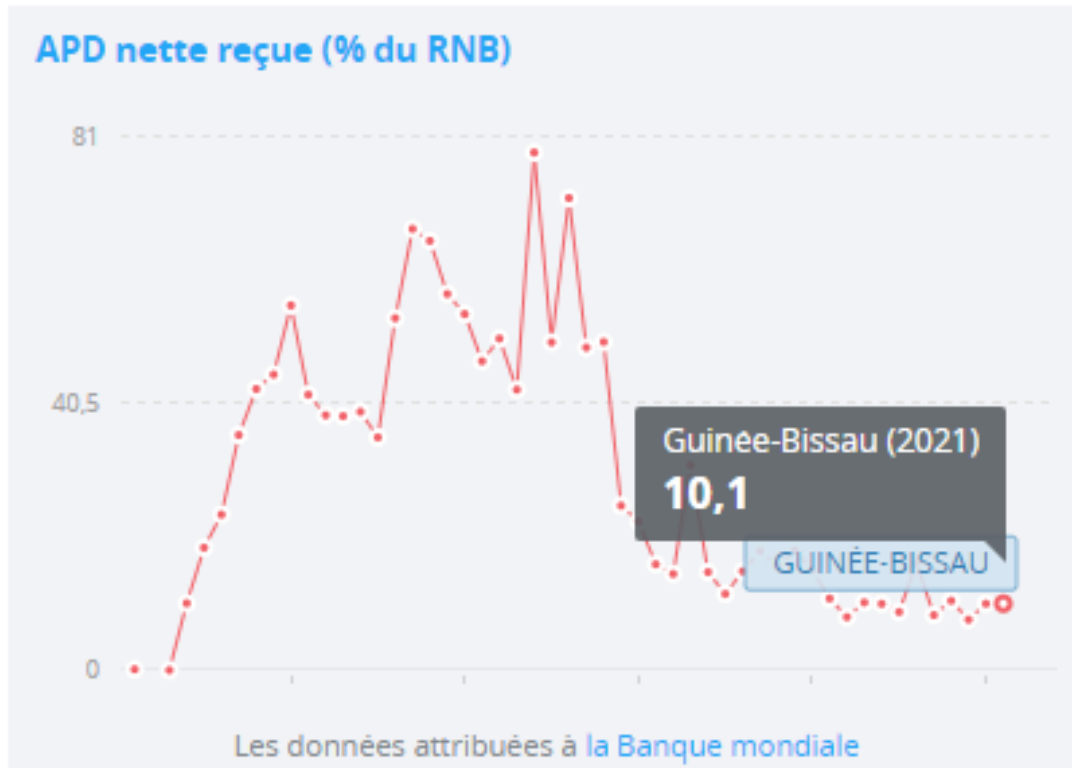 APD nette reçue (% du RNB)
81
40,5
Guinée-Bissau (2021)
10,1
GUINÉE-BISSAU
0
Les données attribuées à la Banque mondiale